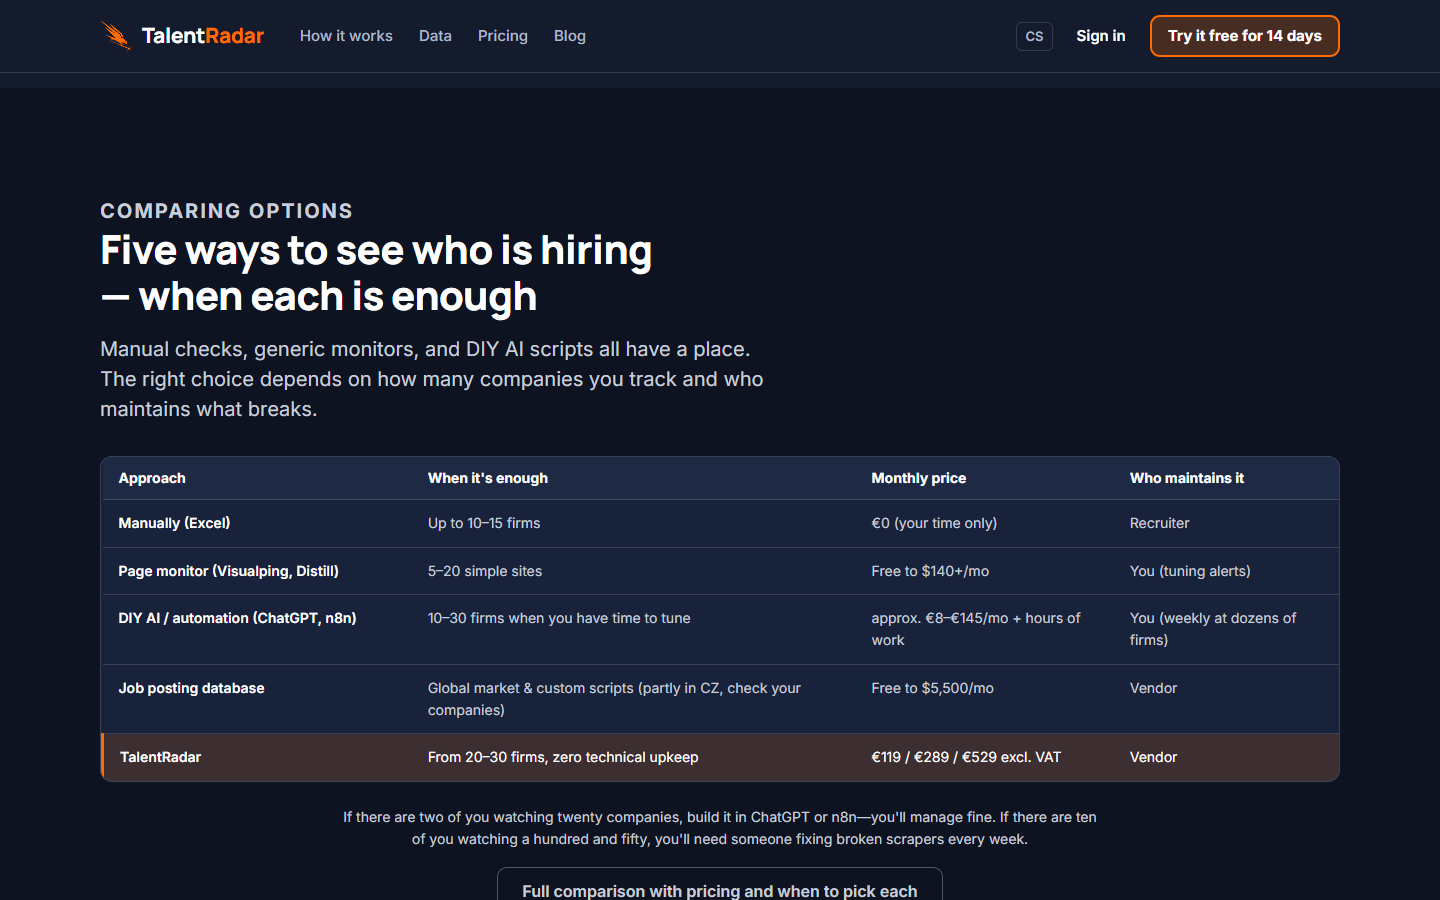 TalentRadar
How it works
Data
Pricing
Blog
CS
Sign in
Try it free for 14 days
COMPARING OPTIONS
Five ways to see who is hiring
— when each is enough
Manual checks, generic monitors, and DIY AI scripts all have a place.
The right choice depends on how many companies you track and who
maintains what breaks.
Approach
When it's enough
Monthly price
Who maintains it
Manually (Excel)
Up to 10–15 firms
€0 (your time only)
Recruiter
Page monitor (Visualping, Distill)
5–20 simple sites
Free to $140+/mo
You (tuning alerts)
DIY AI / automation (ChatGPT, n8n)
10–30 firms when you have time to tune
approx. €8–€145/mo + hours of
work
You (weekly at dozens of
firms)
Job posting database
Global market & custom scripts (partly in CZ, check your
companies)
Free to $5,500/mo
Vendor
TalentRadar
From 20–30 firms, zero technical upkeep
€119 / €289 / €529 excl. VAT
Vendor
If there are two of you watching twenty companies, build it in ChatGPT or n8n—you'll manage fine. If there are ten
of you watching a hundred and fifty, you'll need someone fixing broken scrapers every week.
Full comparison with pricing and when to pick each